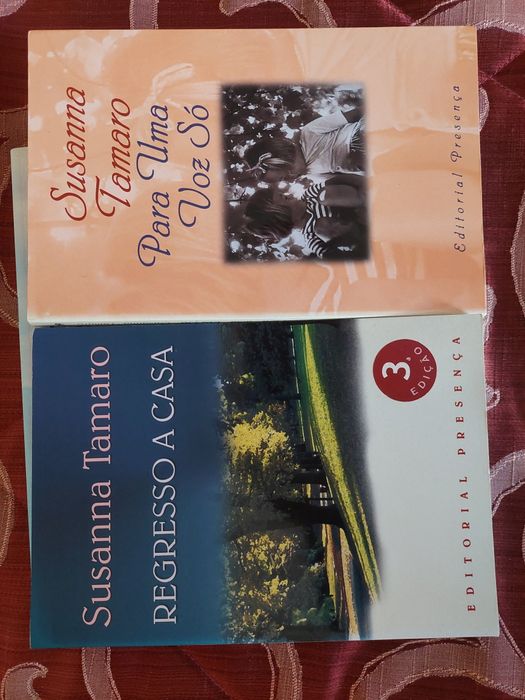 Susanna
Tamaro
Para Uma
Voz Só
Editorial Presença
Susanna Tamaro
REGRESSO A CASA
3.ª
EDIÇÃO
EDITORIAL PRESENÇA